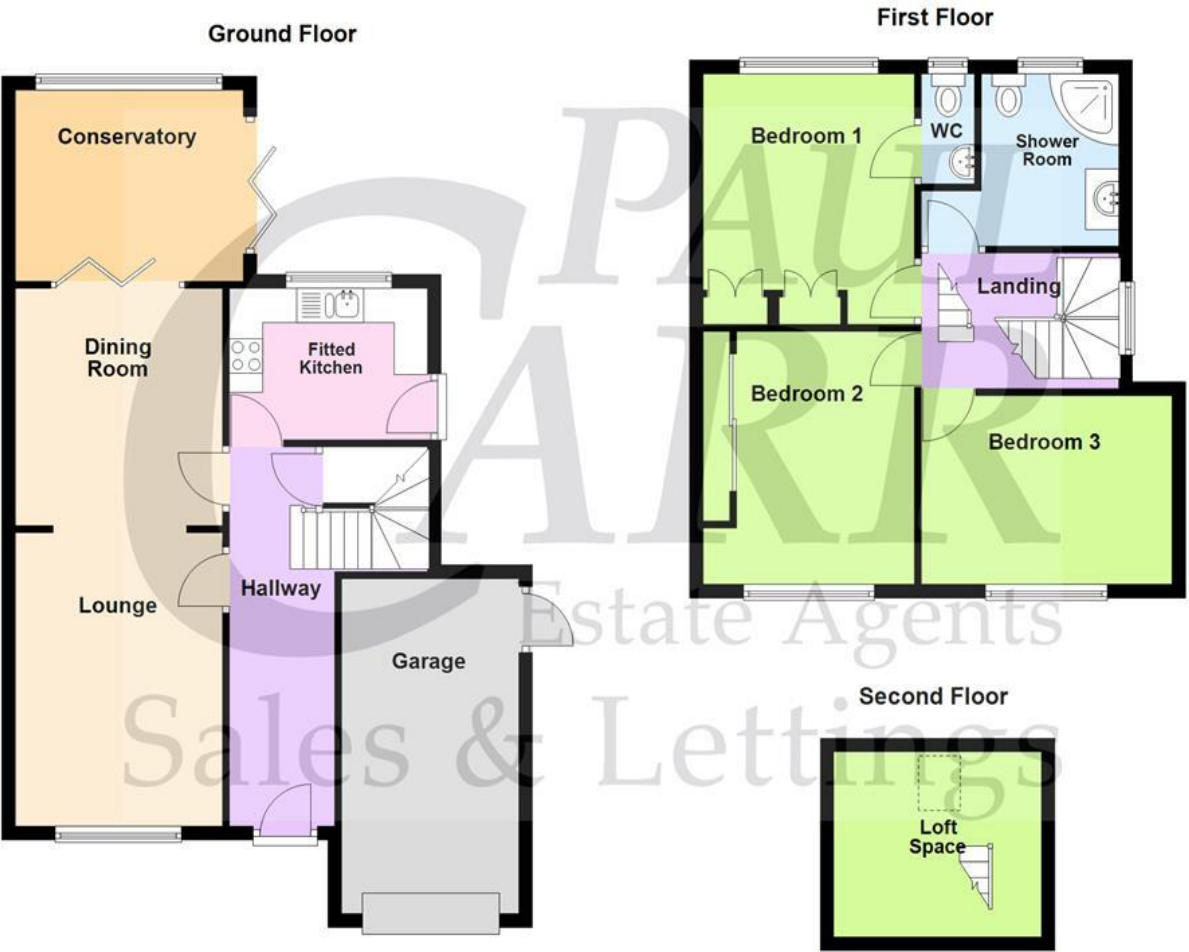 Ground Floor
Conservatory
Dining
Room
Fitted
Kitchen
Lounge
Hallway
Garage
First Floor
Bedroom 1
WC
Shower
Room
Landing
Bedroom 2
Bedroom 3
Second Floor
Loft
Space
PAUL
CARR
Estate Agents
Sales & Lettings